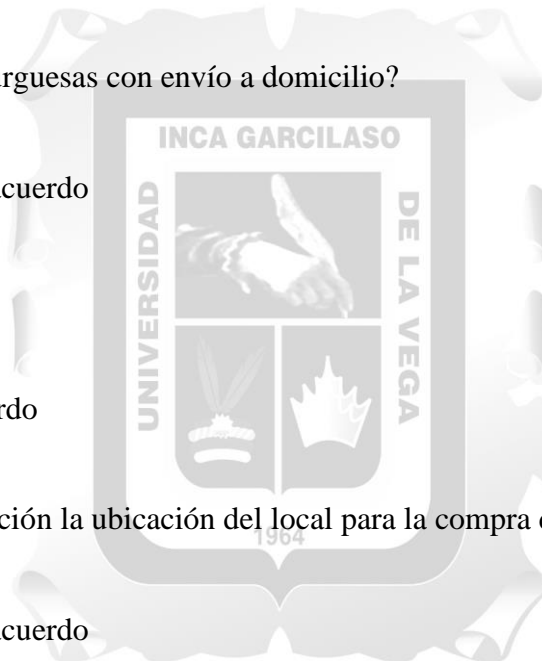 rguesas con envío a domicilio?
INCA GARCILASO
cuerdo
UNIVERSIDAD
DE LA VEGA
rdo
ción la ubicación del local para la compra
1964
cuerdo